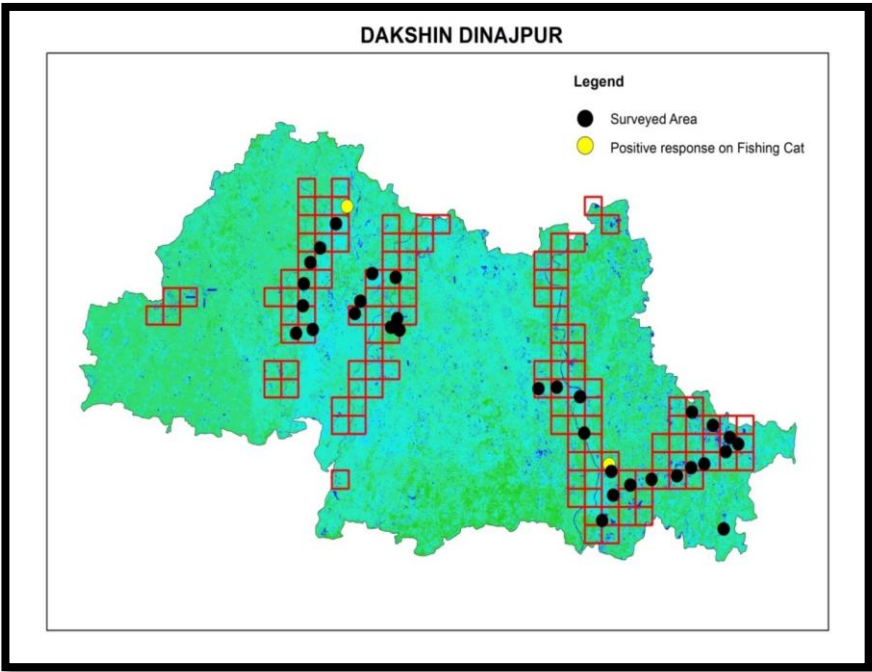 DAKSHIN DINAJPUR
Legend
Surveyed Area
Positive response on Fishing Cat